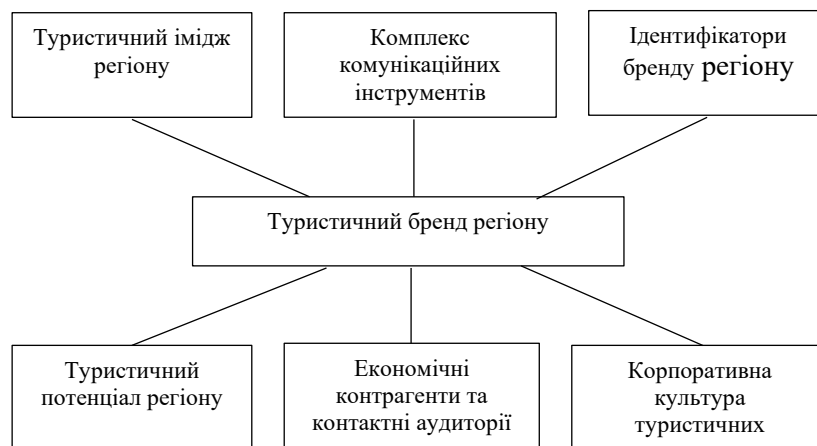 Туристичний імідж
регіону
Комплекс
комунікаційних
інструментів
Ідентифікатори
бренду регіону
Туристичний бренд регіону
Туристичний
потенціал регіону
Економічні
контрагенти та
контактні аудиторії
Корпоративна
культура
туристичних